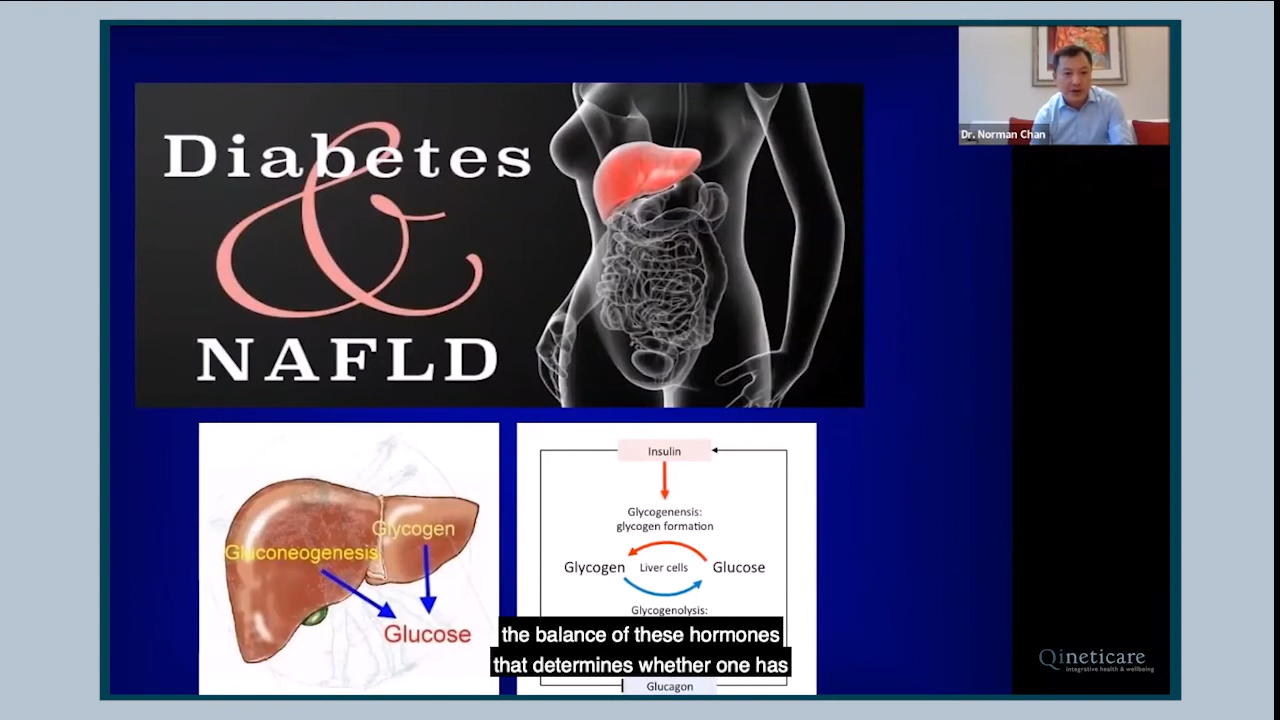 Diabetes
&
NAFLD
Dr. Norman Chan
Glycogen
Gluconeogenesis
Glucose
Insulin
Glycogenensis:
glycogen formation
Glycogen
Liver cells
Glucose
Glycogenolysis:
the balance of these hormones
that determines whether one has
Glucagon
Qineticare
integrative health & wellbeing